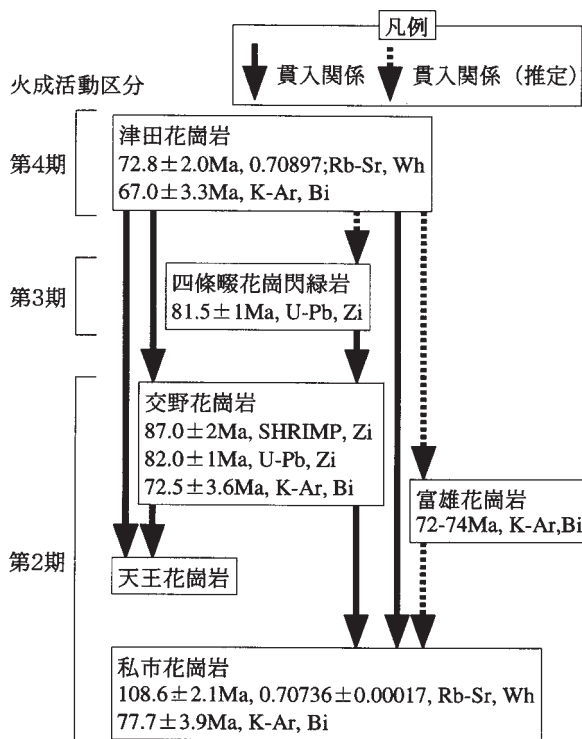 凡例
貫入関係 貫入関係（推定）
火成活動区分
第4期
津田花崗岩
72.8±2.0Ma, 0.70897;Rb-Sr, Wh
67.0±3.3Ma, K-Ar, Bi
第3期
四條畷花崗閃緑岩
81.5±1Ma, U-Pb, Zi
第2期
交野花崗岩
87.0±2Ma, SHRIMP, Zi
82.0±1Ma, U-Pb, Zi
72.5±3.6Ma, K-Ar, Bi
富雄花崗岩
72-74Ma, K-Ar,Bi
天王花崗岩
私市花崗岩
108.6±2.1Ma, 0.70736±0.00017, Rb-Sr, Wh
77.7±3.9Ma, K-Ar, Bi